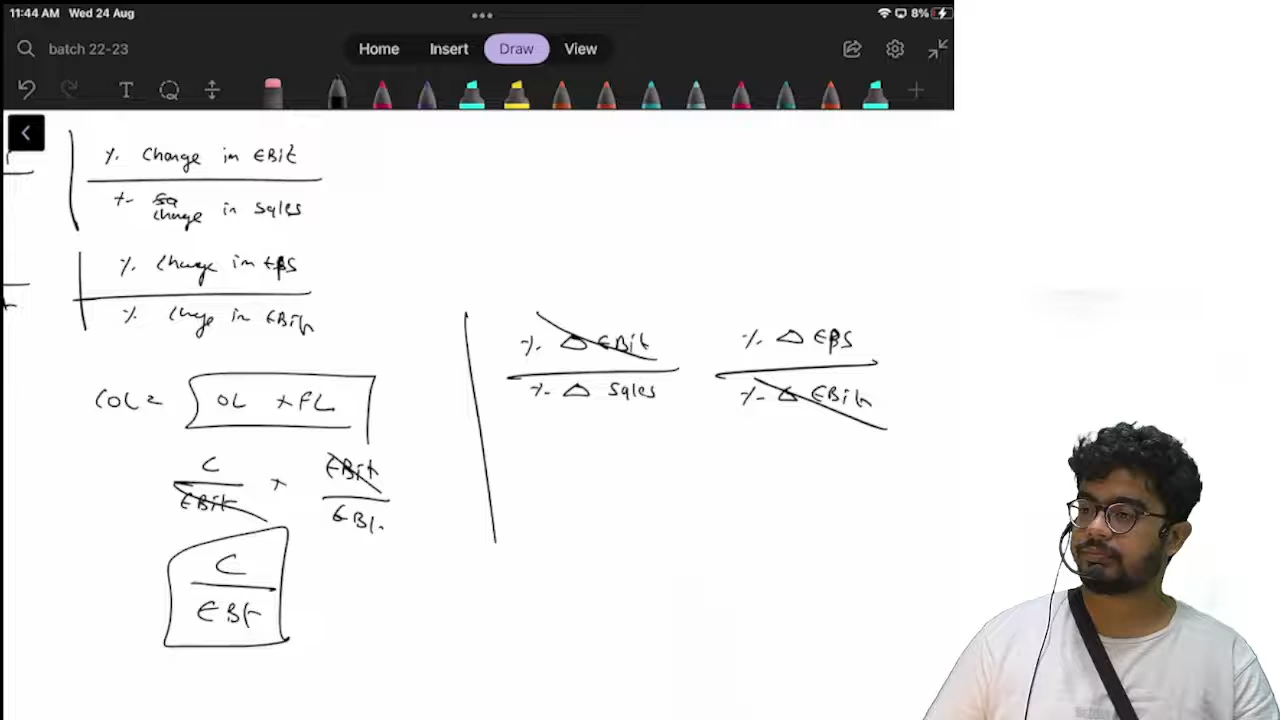 11:44 AM Wed 24 Aug
8%
batch 22-23
Home Insert Draw View
T
% Change in EBIt
% change in Sales
% Change in EPS
% Chnge in EBit
COL = OL x FL
C EBit
EBit x EBt
C
EBt
% Δ EBit
% Δ Sales
% Δ EPS
% Δ EBit